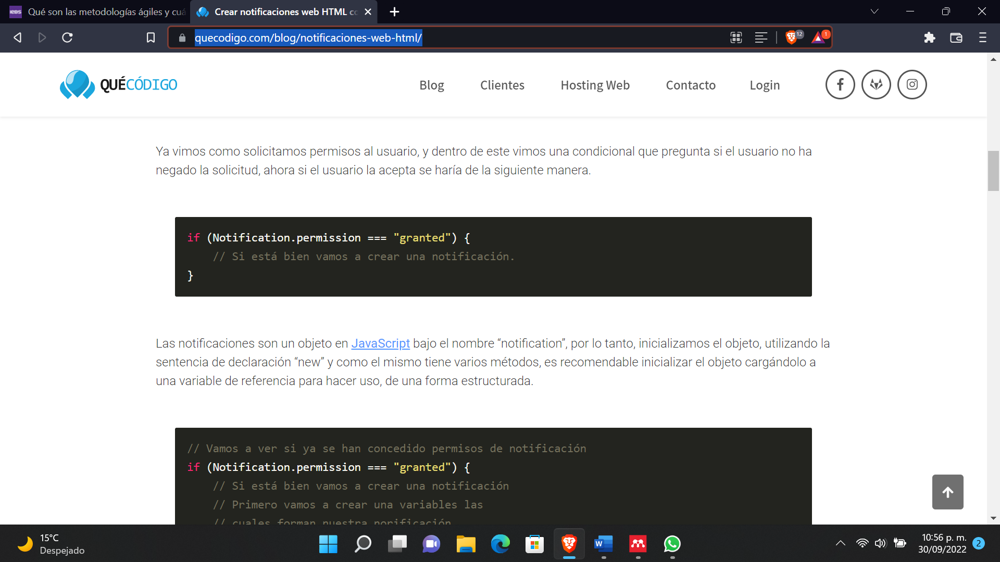 Qué son las metodologías ágiles y cuá
Crear notificaciones web HTML co
quecodigo.com/blog/notificaciones-web-html/
12
1
QUÉCÓDIGO
Blog
Clientes
Hosting Web
Contacto
Login
Ya vimos como solicitamos permisos al usuario, y dentro de este vimos una condicional que pregunta si el usuario no ha
negado la solicitud, ahora si el usuario la acepta se haría de la siguiente manera.
if (Notification.permission === "granted") {
// Si está bien vamos a crear una notificación.
}
Las notificaciones son un objeto en JavaScript bajo el nombre “notification”, por lo tanto, inicializamos el objeto, utilizando la
sentencia de declaración “new” y como el mismo tiene varios métodos, es recomendable inicializar el objeto cargándolo a
una variable de referencia para hacer uso, de una forma estructurada.
// Vamos a ver si ya se han concedido permisos de notificación
if (Notification.permission === "granted") {
// Si está bien vamos a crear una notificación
// Primero vamos a crear una variables las
// cuales forman nuestra norificación
15°C
Despejado
10:56 p. m.
30/09/2022
2